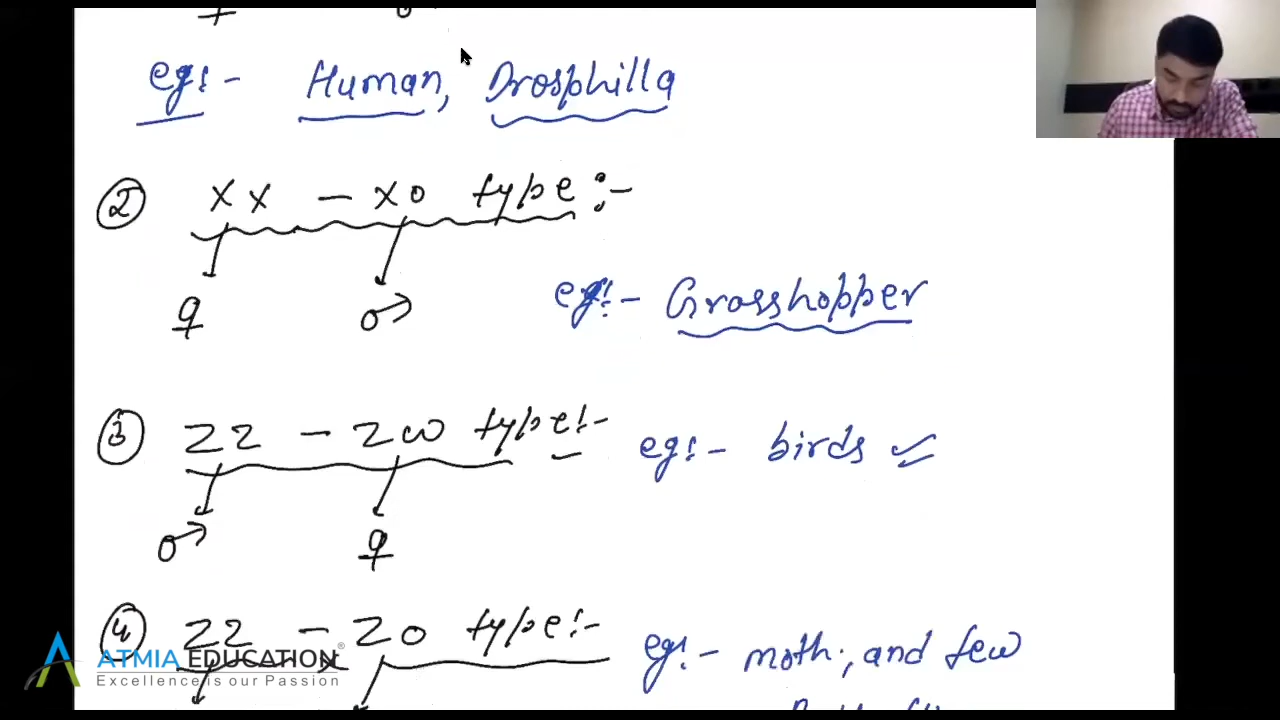 eg:- Human, Drosphilla
② XX - XO type :-
♀ ♂
eg:- Grasshopper
③ ZZ - ZW type:- eg:- birds
♂ ♀
④ ZZ - ZO type:- eg:- moth, and few
ATMIA EDUCATION®
Excellence is our Passion